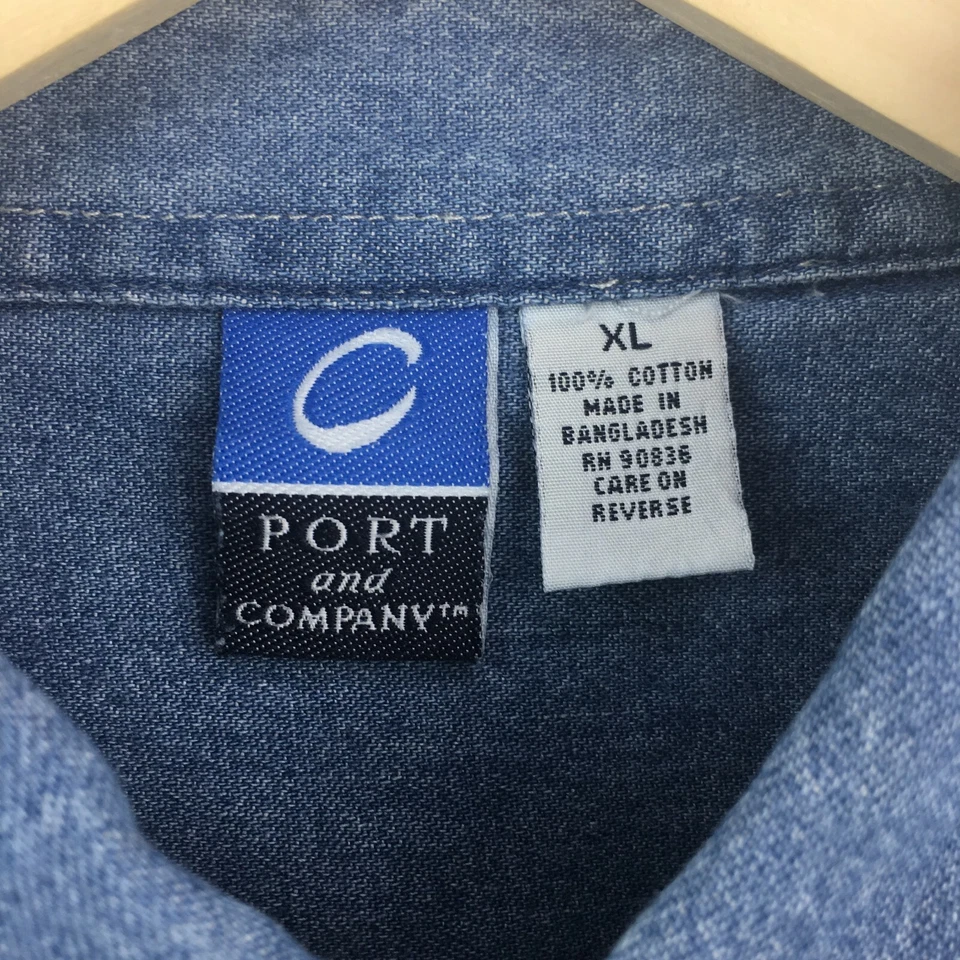 C
PORT
and
COMPANY™
XL
100% COTTON
MADE IN
BANGLADESH
RN 90836
CARE ON
REVERSE